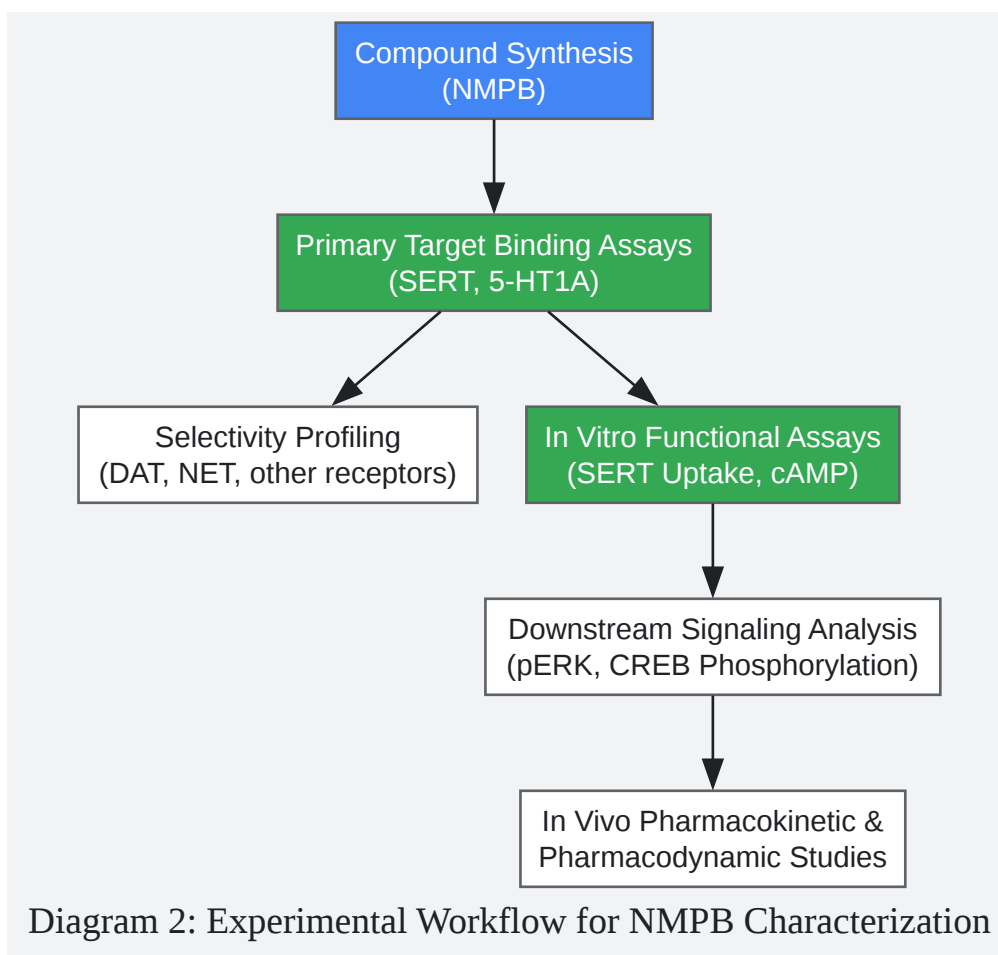 Compound Synthesis
(NMPB)
Primary Target Binding Assays
(SERT, 5-HT1A)
Selectivity Profiling
(DAT, NET, other receptors)
In Vitro Functional Assays
(SERT Uptake, cAMP)
Downstream Signaling Analysis
(pERK, CREB Phosphorylation)
In Vivo Pharmacokinetic &
Pharmacodynamic Studies
Diagram 2: Experimental Workflow for NMPB Characterization